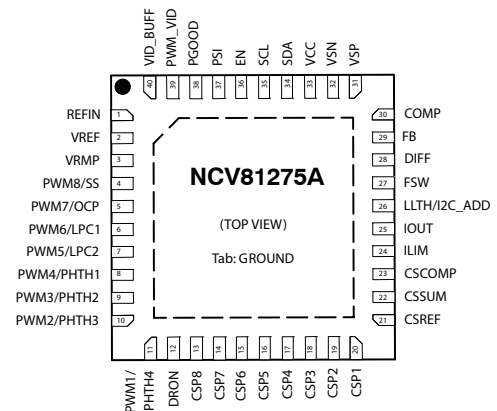 VID_BUFF
PWM_VID
PGOOD
PSI
EN
SCL
SDA
VCC
VSN
VSP
40
39
38
37
36
35
34
33
32
31
REFIN 1
VREF 2
VRMP 3
PWM8/SS 4
PWM7/OCP 5
PWM6/LPC1 6
PWM5/LPC2 7
PWM4/PHTH1 8
PWM3/PHTH2 9
PWM2/PHTH3 10
NCV81275A
(TOP VIEW)
Tab: GROUND
30 COMP
29 FB
28 DIFF
27 FSW
26 LLTH/I2C_ADD
25 IOUT
24 ILIM
23 CSCOMP
22 CSSUM
21 CSREF
11
12
13
14
15
16
17
18
19
20
PWM1/
PHTH4
DRON
CSP8
CSP7
CSP6
CSP5
CSP4
CSP3
CSP2
CSP1